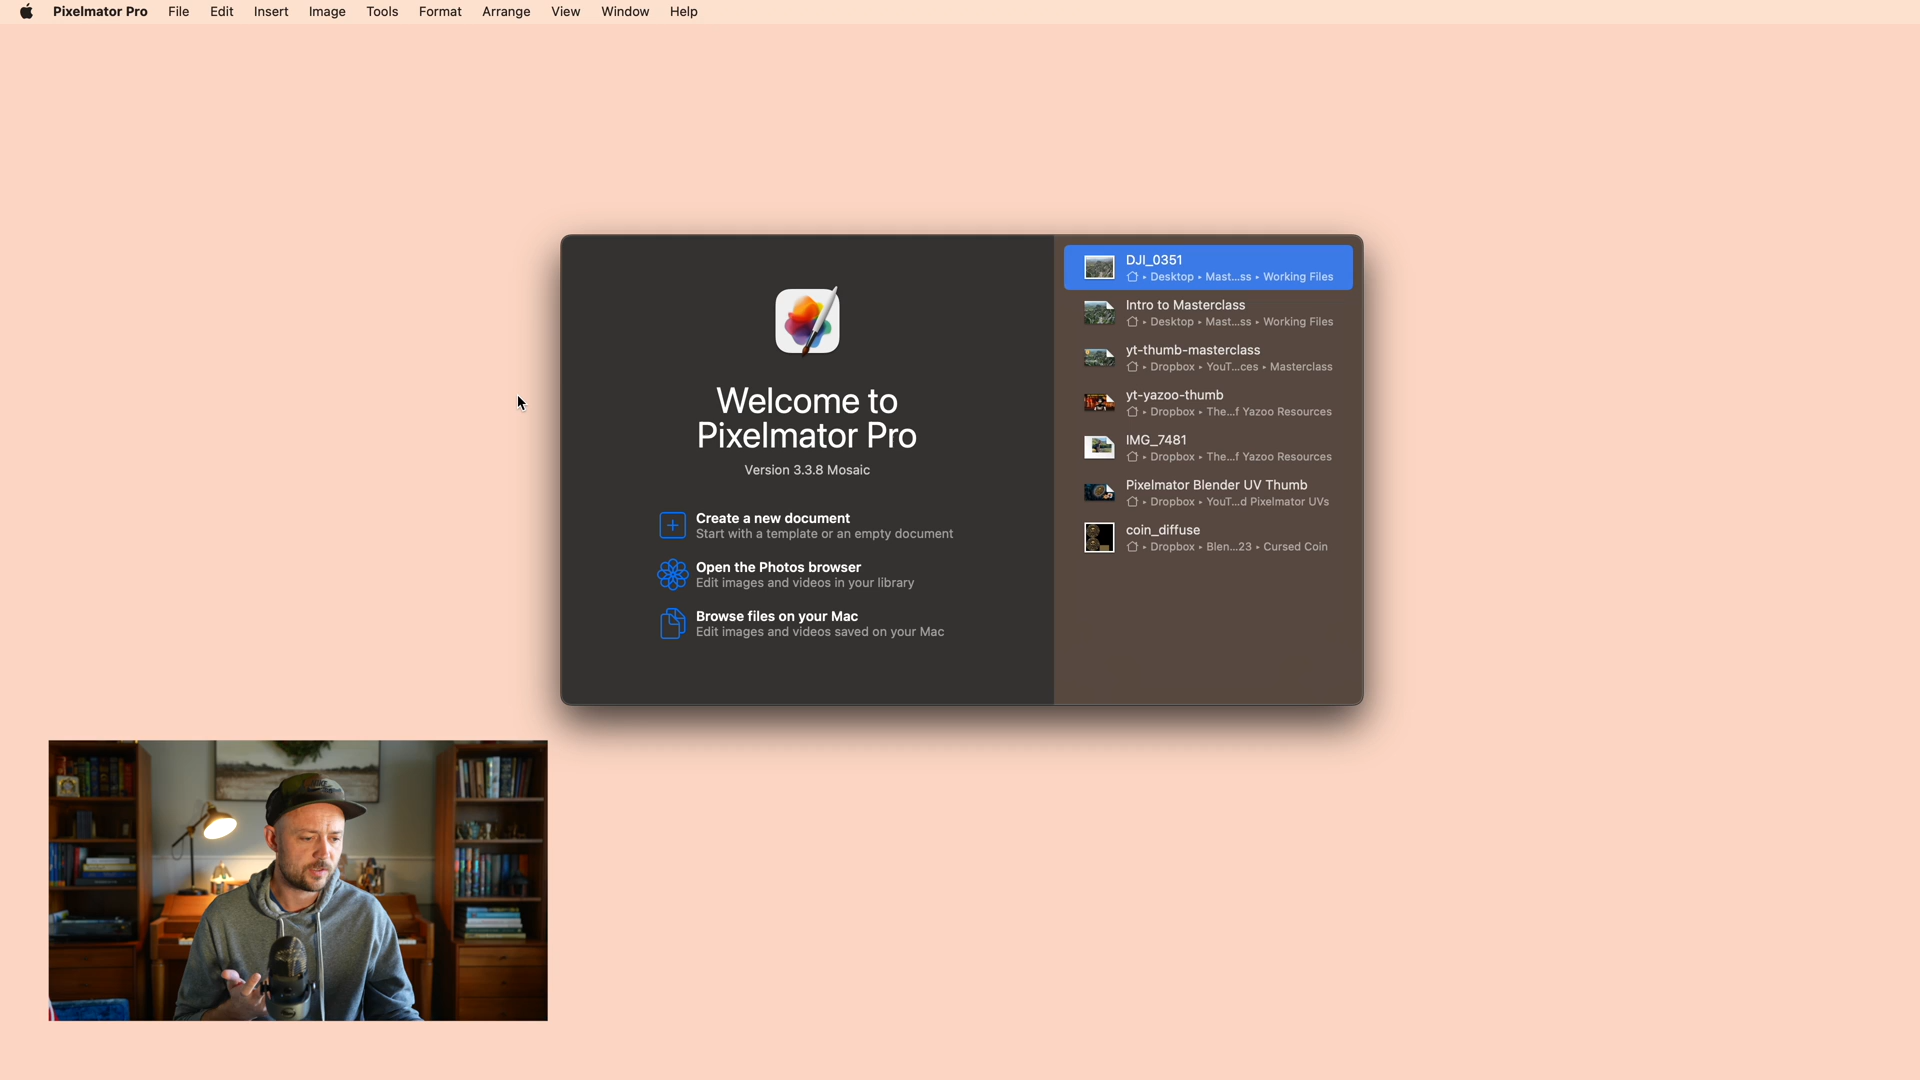 Pixelmator Pro File Edit Insert Image Tools Format Arrange View Window Help
Welcome to
Pixelmator Pro
Version 3.3.8 Mosaic
Create a new document
Start with a template or an empty document
Open the Photos browser
Edit images and videos in your library
Browse files on your Mac
Edit images and videos saved on your Mac
DJI_0351
Desktop ▸ Mast...ss ▸ Working Files
Intro to Masterclass
Desktop ▸ Mast...ss ▸ Working Files
yt-thumb-masterclass
Dropbox ▸ YouT...ces ▸ Masterclass
yt-yazoo-thumb
Dropbox ▸ The...f Yazoo Resources
IMG_7481
Dropbox ▸ The...f Yazoo Resources
Pixelmator Blender UV Thumb
Dropbox ▸ YouT...d Pixelmator UVs
coin_diffuse
Dropbox ▸ Blen...23 ▸ Cursed Coin